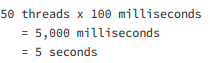 50 threads x 100 milliseconds
= 5,000 milliseconds
= 5 seconds